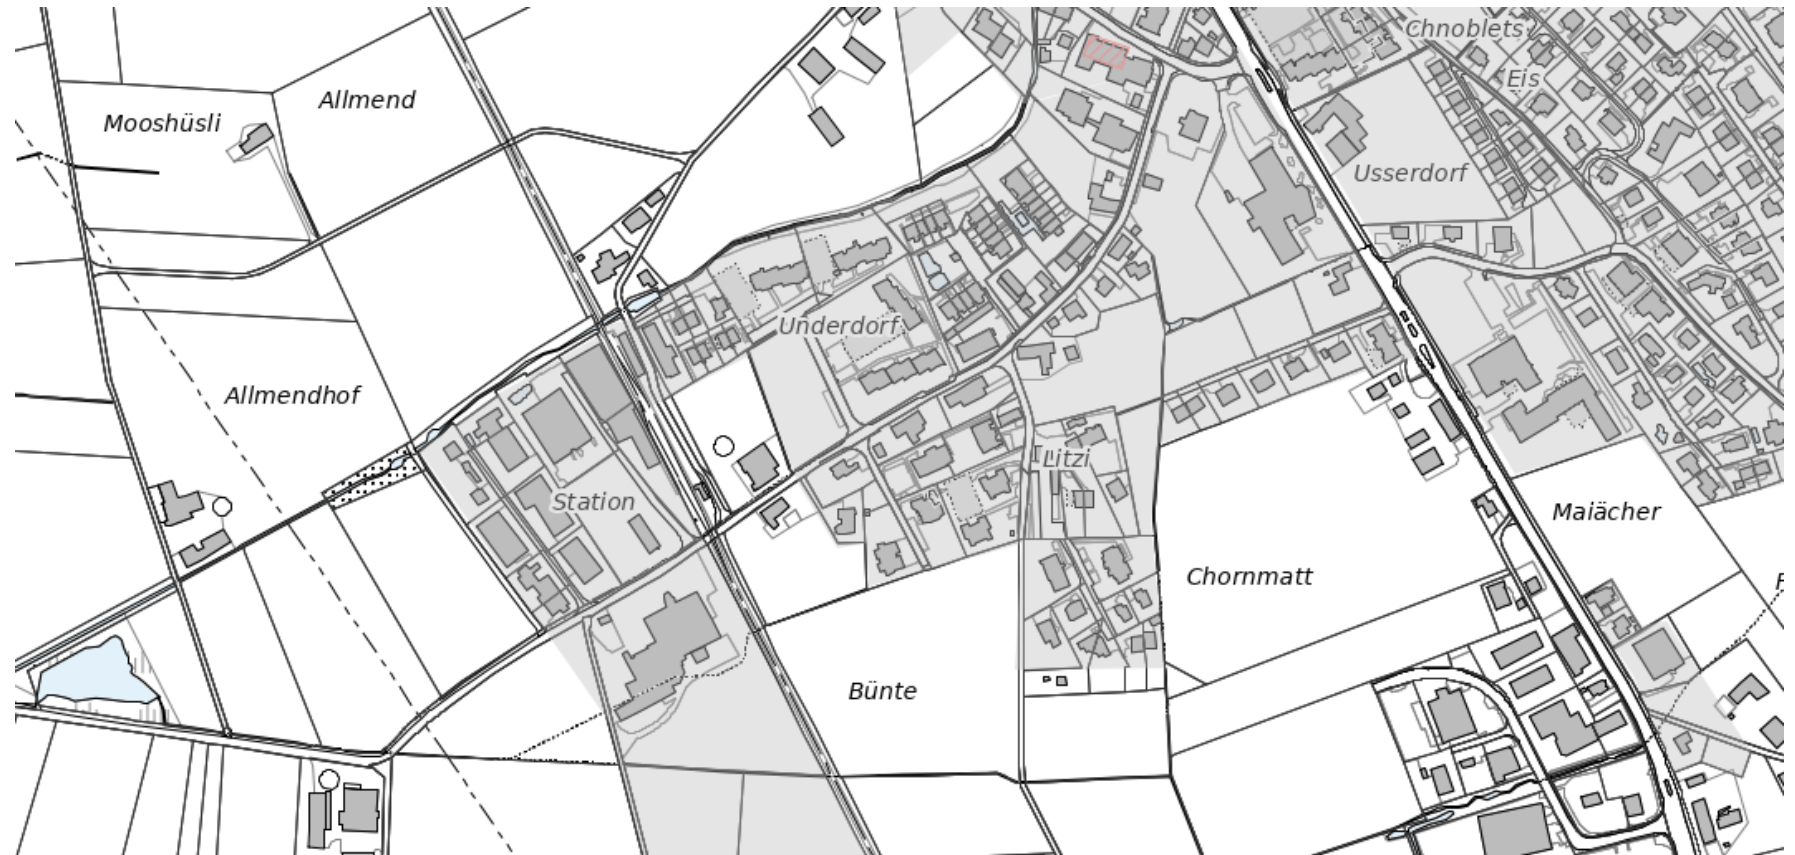 Chnoblets
Eis
Allmend
Mooshüsli
Usserdorf
Underdorf
Allmendhof
Litzi
Station
Maiächer
Chornmatt
Bünte